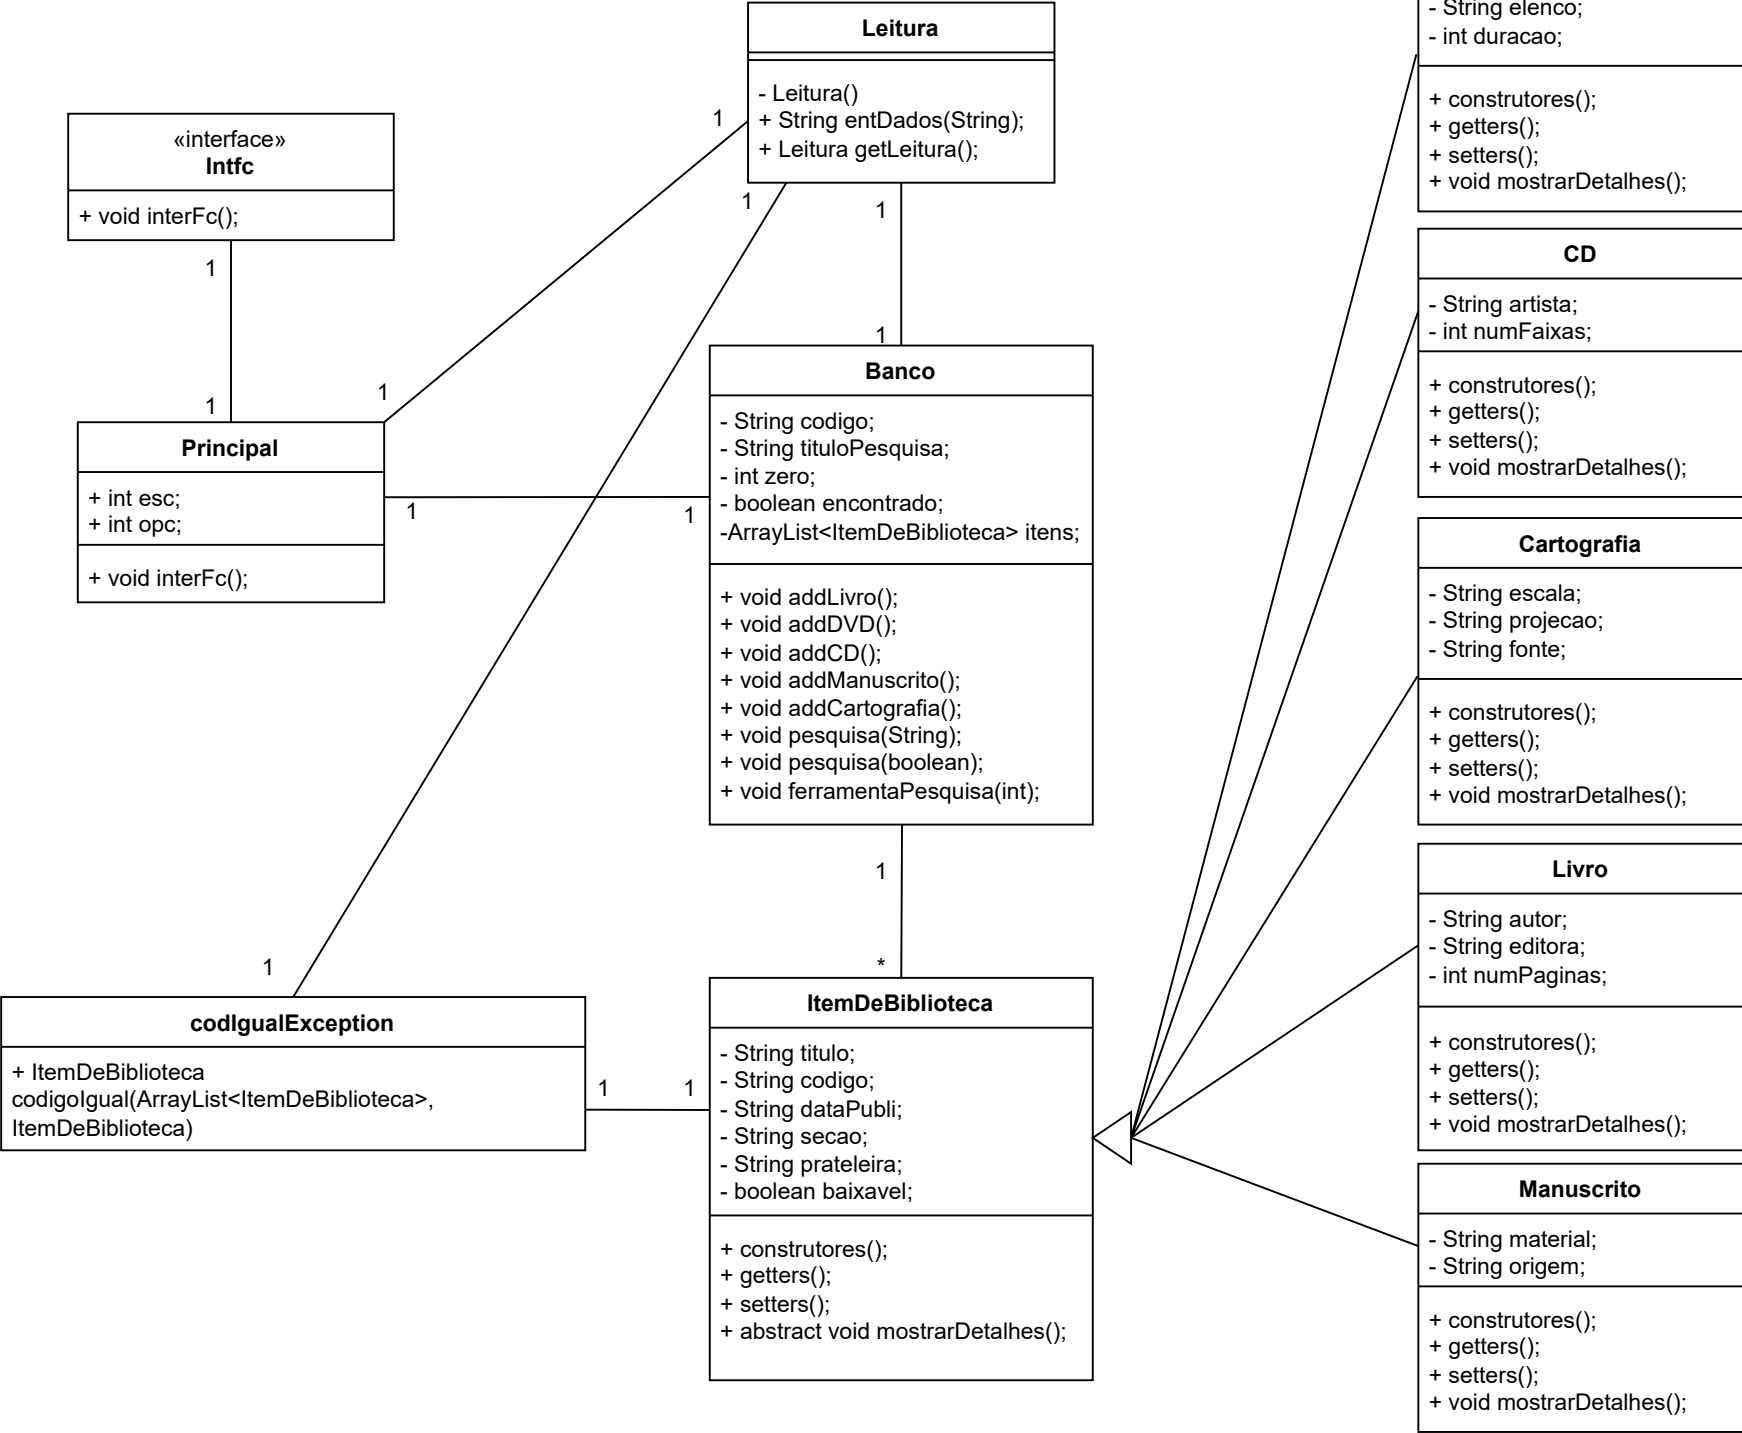 Leitura
- Leitura()
+ String entDados(String);
+ Leitura getLeitura();
1
1
1
«interface»
Intfc
+ void interFc();
1
1
1
Principal
+ int esc;
+ int opc;
+ void interFc();
1
1
1
Banco
- String codigo;
- String tituloPesquisa;
- int zero;
- boolean encontrado;
-ArrayList<ItemDeBiblioteca> itens;
+ void addLivro();
+ void addDVD();
+ void addCD();
+ void addManuscrito();
+ void addCartografia();
+ void pesquisa(String);
+ void pesquisa(boolean);
+ void ferramentaPesquisa(int);
1
*
1
codIgualException
+ ItemDeBiblioteca
codigoIgual(ArrayList<ItemDeBiblioteca>,
ItemDeBiblioteca)
1
1
ItemDeBiblioteca
- String titulo;
- String codigo;
- String dataPubli;
- String secao;
- String prateleira;
- boolean baixavel;
+ construtores();
+ getters();
+ setters();
+ abstract void mostrarDetalhes();
- String elenco;
- int duracao;
+ construtores();
+ getters();
+ setters();
+ void mostrarDetalhes();
CD
- String artista;
- int numFaixas;
+ construtores();
+ getters();
+ setters();
+ void mostrarDetalhes();
Cartografia
- String escala;
- String projecao;
- String fonte;
+ construtores();
+ getters();
+ setters();
+ void mostrarDetalhes();
Livro
- String autor;
- String editora;
- int numPaginas;
+ construtores();
+ getters();
+ setters();
+ void mostrarDetalhes();
Manuscrito
- String material;
- String origem;
+ construtores();
+ getters();
+ setters();
+ void mostrarDetalhes();